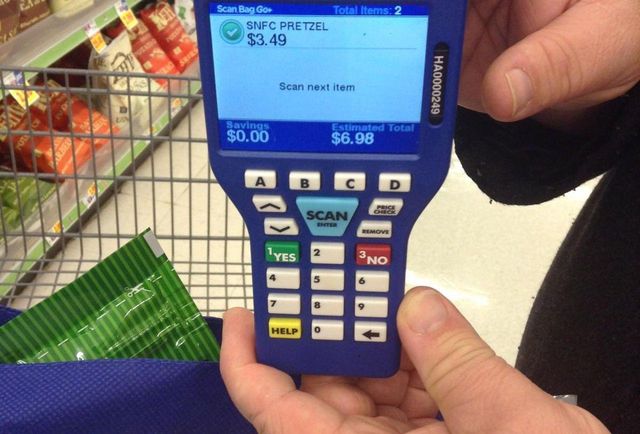 Scan Bag Go+ Total Items: 2
SNFC PRETZEL
$3.49
Scan next item
Savings Estimated Total
$0.00 $6.98
HA0000249
A B C D
SCAN
ENTER
PRICE
CHECK
REMOVE
1 YES 2 3 NO
4 5 6
7 8 9
HELP 0